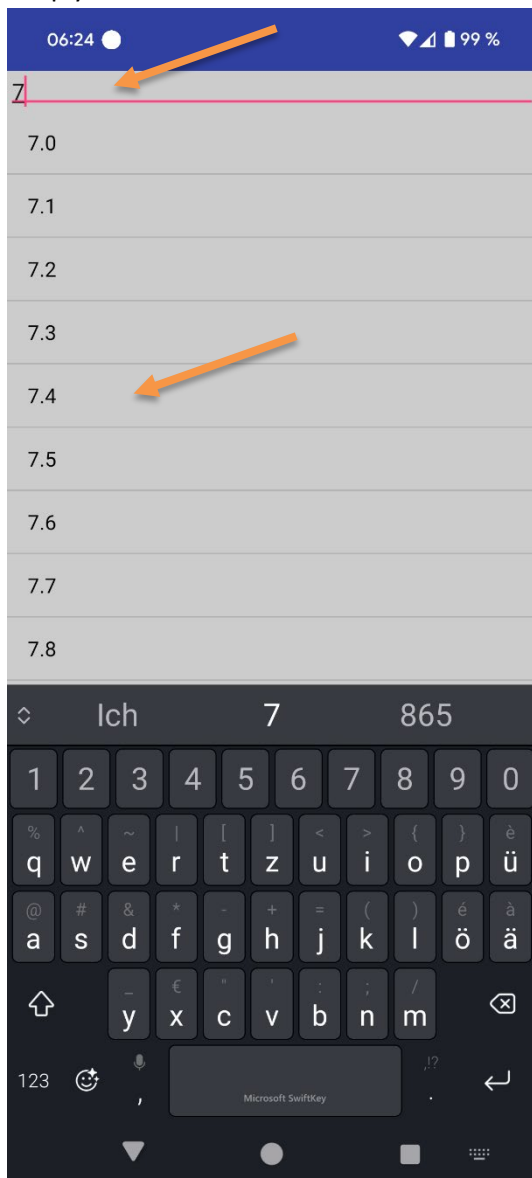 06:24 99 %
7
7.0
7.1
7.2
7.3
7.4
7.5
7.6
7.7
7.8
Ich 7 865
1 2 3 4 5 6 7 8 9 0
% ^ ~ | [ ] < > { } è
q w e r t z u i o p ü
@ # & * - + = ( ) é à
a s d f g h j k l ö ä
_ € " ' : ; /
y x c v b n m
,!?
123 , Microsoft SwiftKey .